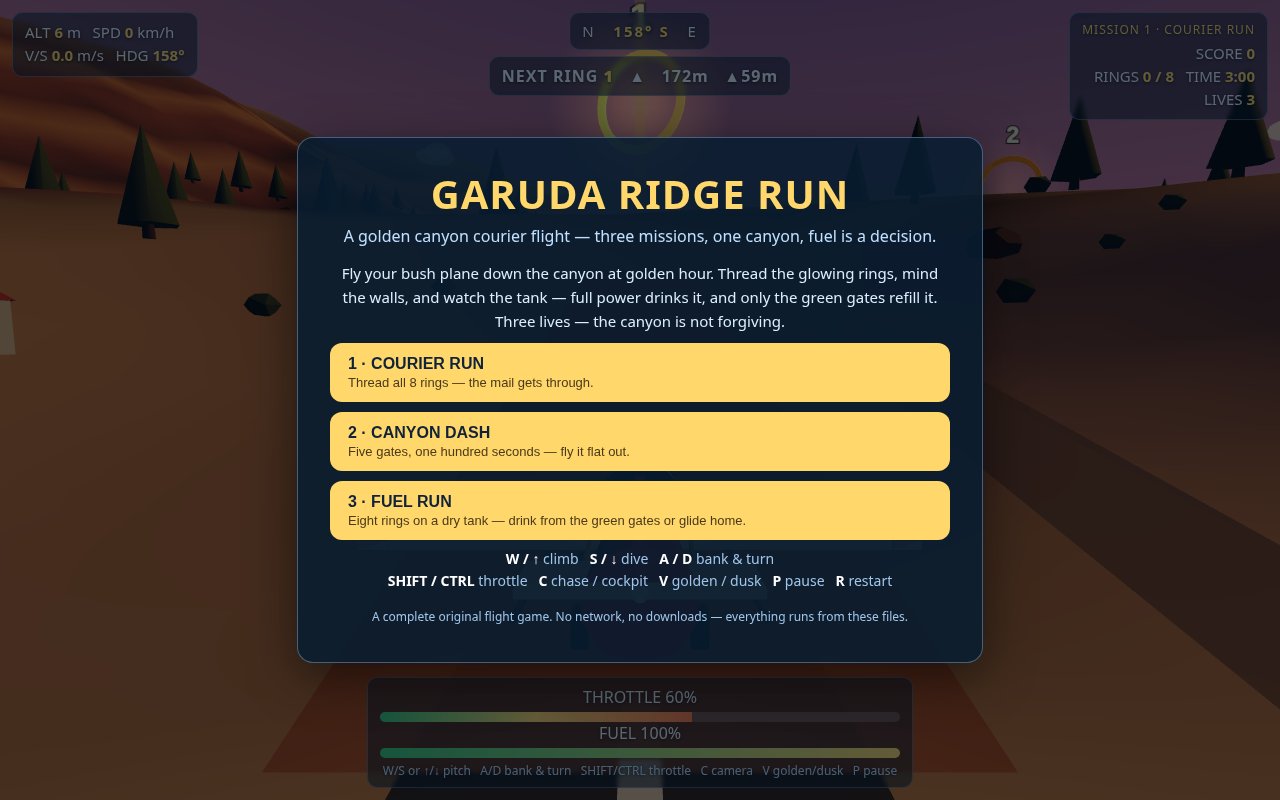 ALT 6 m SPD 0 km/h
V/S 0.0 m/s HDG 158°
1
N 158° S E
NEXT RING 1 ▲ 172m ▲59m
MISSION 1 · COURIER RUN
SCORE 0
RINGS 0 / 8 TIME 3:00
LIVES 3
2
GARUDA RIDGE RUN
A golden canyon courier flight — three missions, one canyon, fuel is a decision.
Fly your bush plane down the canyon at golden hour. Thread the glowing rings, mind
the walls, and watch the tank — full power drinks it, and only the green gates refill it.
Three lives — the canyon is not forgiving.
1 · COURIER RUN
Thread all 8 rings — the mail gets through.
2 · CANYON DASH
Five gates, one hundred seconds — fly it flat out.
3 · FUEL RUN
Eight rings on a dry tank — drink from the green gates or glide home.
W / ↑ climb S / ↓ dive A / D bank & turn
SHIFT / CTRL throttle C chase / cockpit V golden / dusk P pause R restart
A complete original flight game. No network, no downloads — everything runs from these files.
THROTTLE 60%
FUEL 100%
W/S or ↑/↓ pitch A/D bank & turn SHIFT/CTRL throttle C camera V golden/dusk P pause